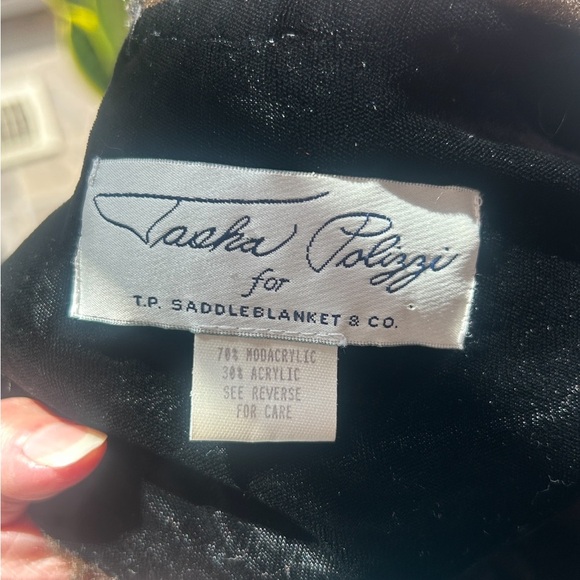 Tasha Polizzi
for
T.P. SADDLEBLANKET & CO.
70% MODACRYLIC
30% ACRYLIC
SEE REVERSE
FOR CARE